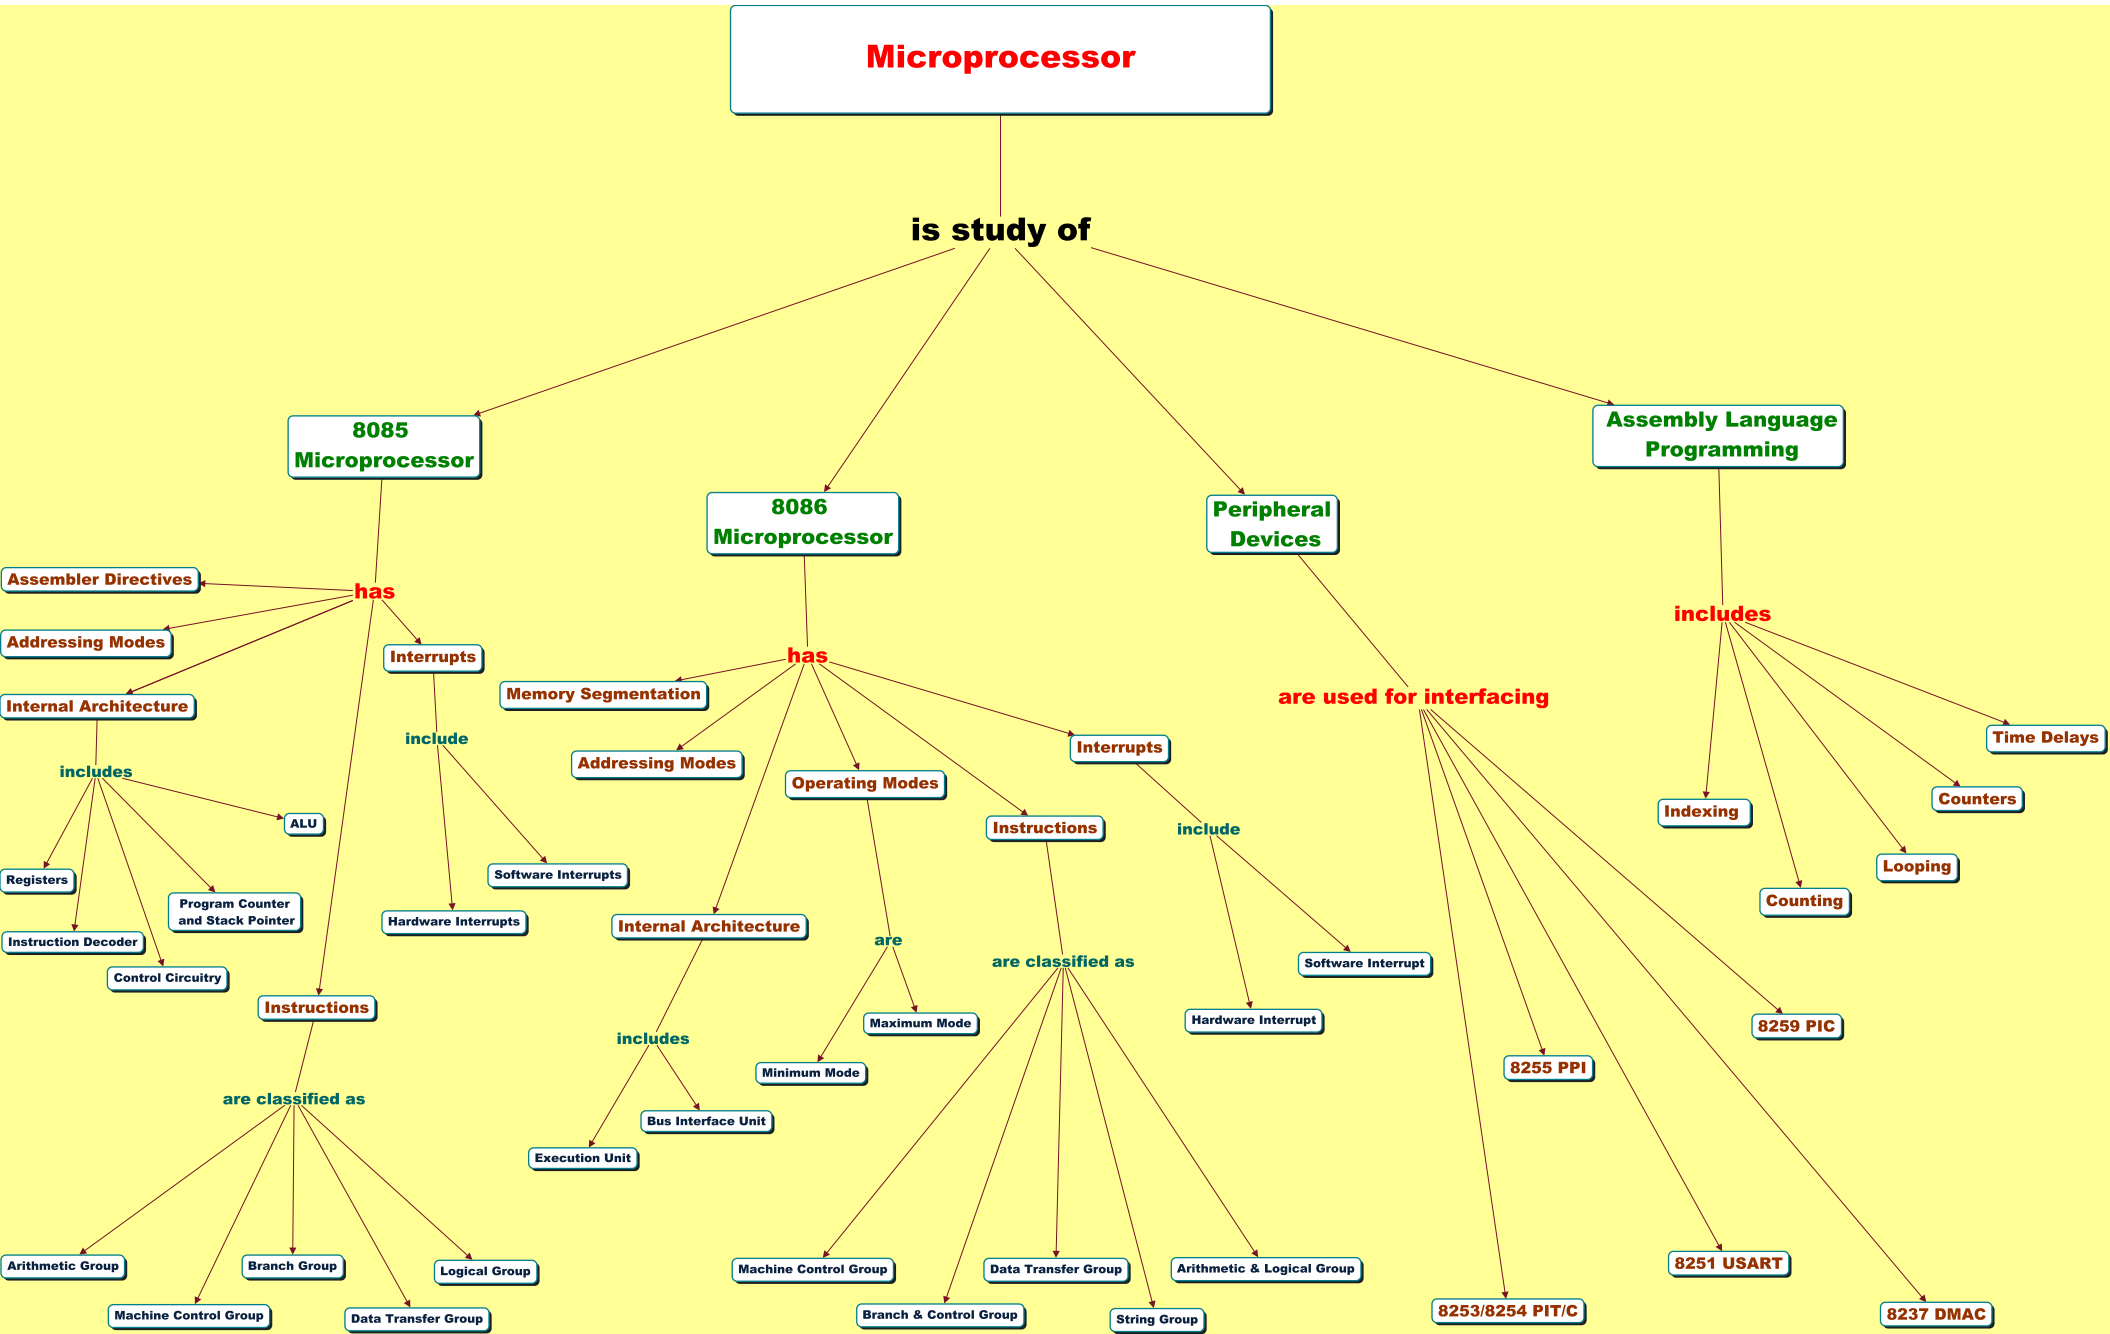 Microprocessor
is study of
8085
Microprocessor
8086
Microprocessor
Peripheral
Devices
Assembly Language
Programming
has
Assembler Directives
Addressing Modes
Internal Architecture
Interrupts
includes
ALU
Registers
Program Counter
and Stack Pointer
Instruction Decoder
Control Circuitry
include
Software Interrupts
Hardware Interrupts
Instructions
are classified as
Arithmetic Group
Branch Group
Logical Group
Machine Control Group
Data Transfer Group
has
Memory Segmentation
Addressing Modes
Operating Modes
Interrupts
Instructions
Internal Architecture
includes
Bus Interface Unit
Execution Unit
are
Maximum Mode
Minimum Mode
are classified as
Machine Control Group
Data Transfer Group
Arithmetic & Logical Group
Branch & Control Group
String Group
include
Software Interrupt
Hardware Interrupt
are used for interfacing
8259 PIC
8255 PPI
8251 USART
8253/8254 PIT/C
8237 DMAC
includes
Time Delays
Counters
Indexing
Looping
Counting